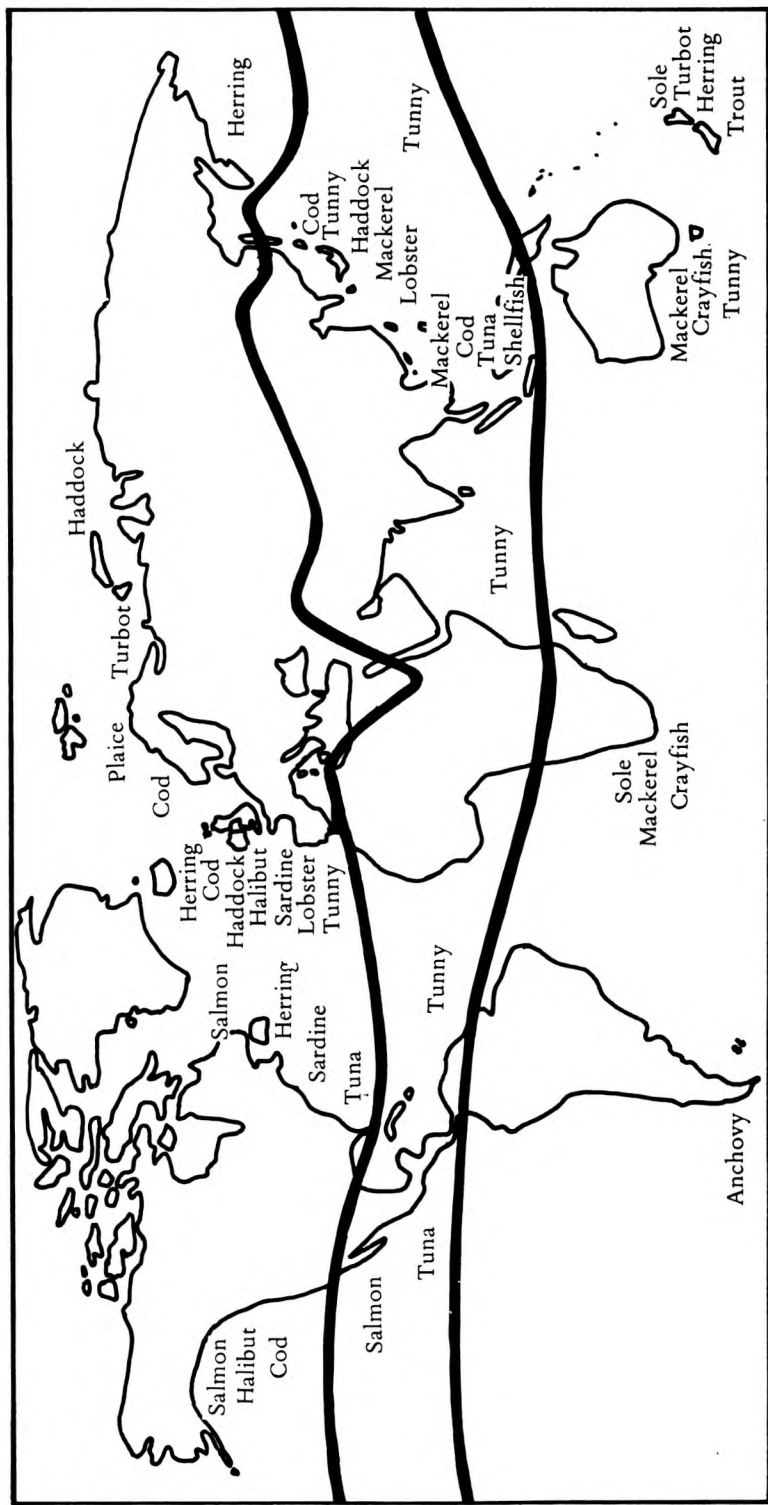 Salmon
Halibut
Cod
Salmon
Tuna
Anchovy
Salmon
Herring
Sardine
Tuna
Tunny
Herring
Cod
Haddock
Halibut
Sardine
Lobster
Tunny
Plaice
Cod
Turbot
Haddock
Sole
Mackerel
Crayfish
Tunny
Herring
Cod
Tunny
Haddock
Mackerel
Lobster
Mackerel
Cod
Tuna
Shellfish
Tunny
Mackerel
Crayfish.
Tunny
Sole
Turbot
Herring
Trout